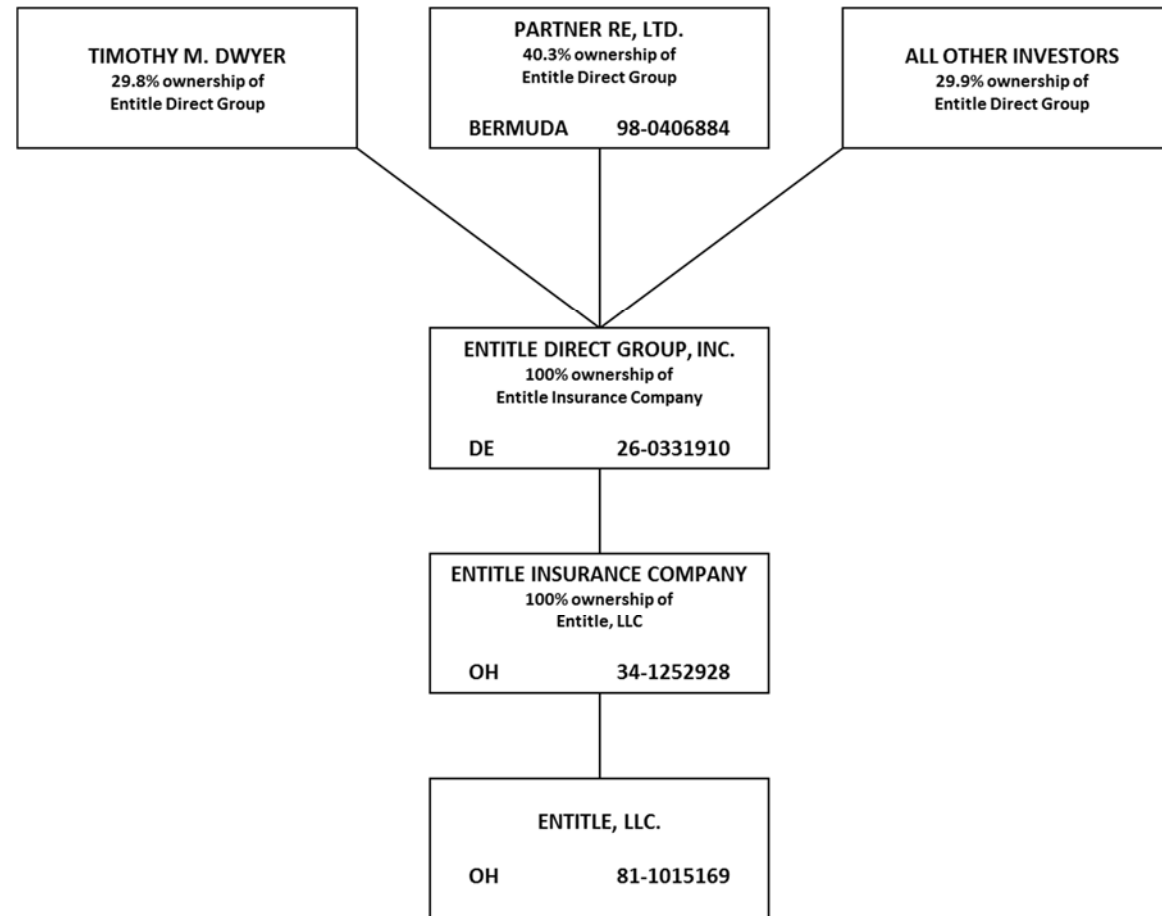 TIMOTHY M. DWYER
29.8% ownership of
Entitle Direct Group
PARTNER RE, LTD.
40.3% ownership of
Entitle Direct Group
BERMUDA 98-0406884
ALL OTHER INVESTORS
29.9% ownership of
Entitle Direct Group
ENTITLE DIRECT GROUP, INC.
100% ownership of
Entitle Insurance Company
DE 26-0331910
ENTITLE INSURANCE COMPANY
100% ownership of
Entitle, LLC
OH 34-1252928
ENTITLE, LLC.
OH 81-1015169